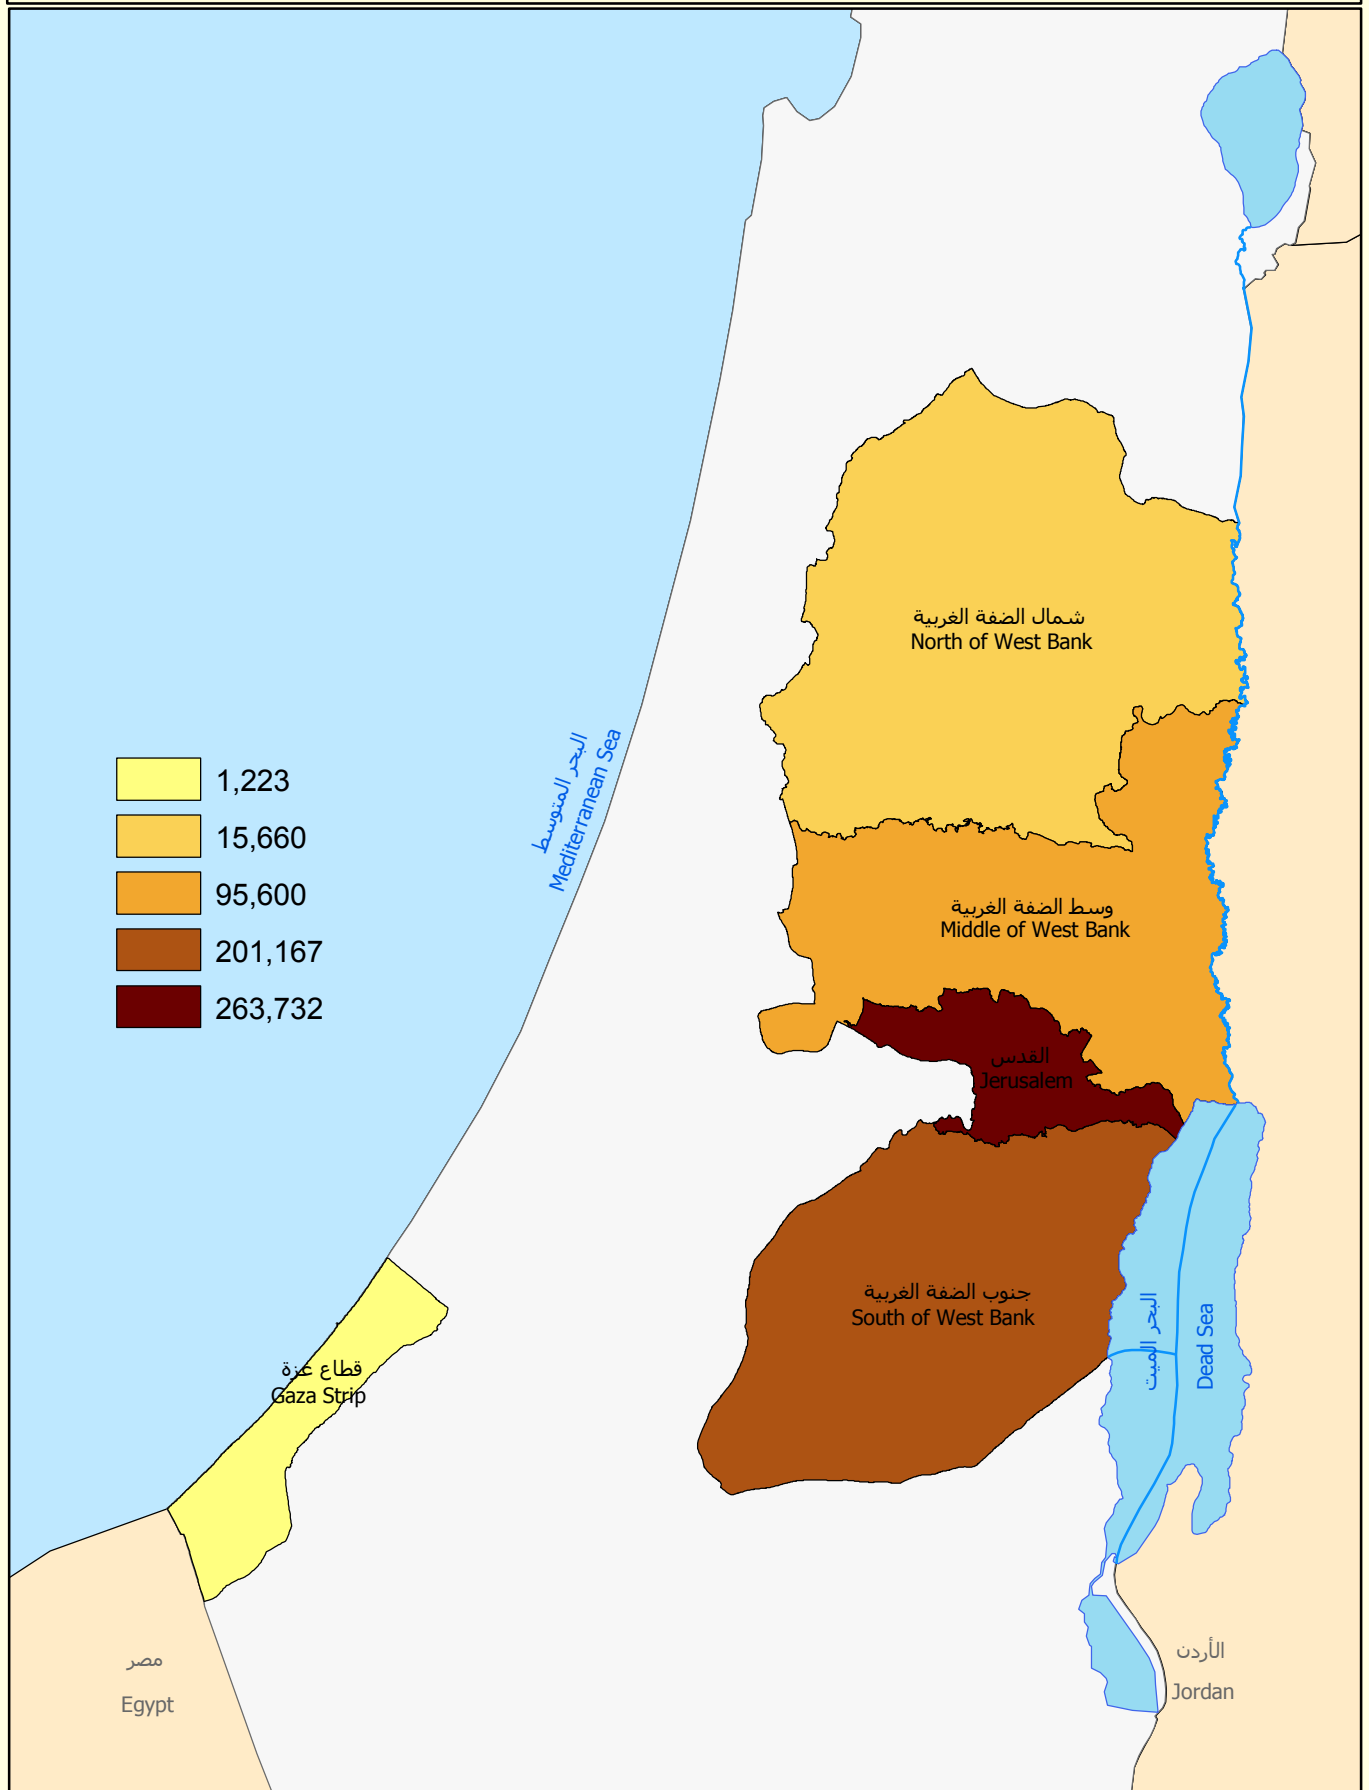 شمال الضفة الغربية
North of West Bank
البحر المتوسط
Mediterranean Sea
1,223
15,660
95,600
201,167
263,732
وسط الضفة الغربية
Middle of West Bank
القدس
Jerusalem
جنوب الضفة الغربية
South of West Bank
البحر الميت
Dead Sea
قطاع غزة
Gaza Strip
مصر
Egypt
الأردن
Jordan